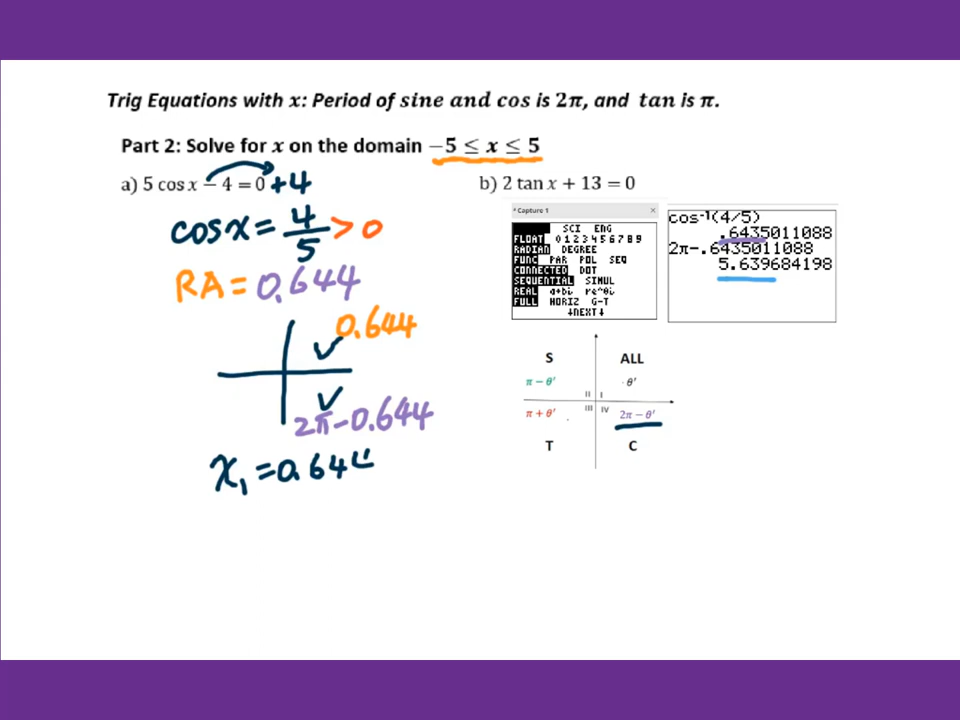 Trig Equations with x: Period of sine and cos is 2π, and tan is π.
Part 2: Solve for x on the domain −5 ≤ x ≤ 5
a) 5 cos x − 4 = 0 +4
cos x = 4/5 > 0
RA = 0.644
0.644
2π-0.644
x₁ = 0.644
b) 2 tan x + 13 = 0
*Capture 1 ×
SCI ENG
FLOAT 0 1 2 3 4 5 6 7 8 9
RADIAN DEGREE
FUNC PAR POL SEQ
CONNECTED DOT
SEQUENTIAL SIMUL
REAL a+bi re^θi
FULL HORIZ G-T
↓NEXT↓
cos⁻¹(4/5)
.6435011088
2π-.6435011088
5.639684198
S ALL
π − θ′ θ′
II I
III IV
π + θ′ 2π − θ′
T C